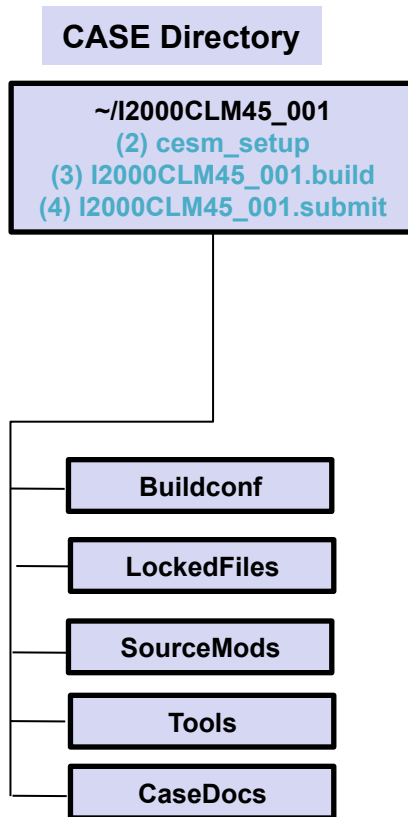 CASE Directory
~/I2000CLM45_001
(2) cesm_setup
(3) I2000CLM45_001.build
(4) I2000CLM45_001.submit
Buildconf
LockedFiles
SourceMods
Tools
CaseDocs